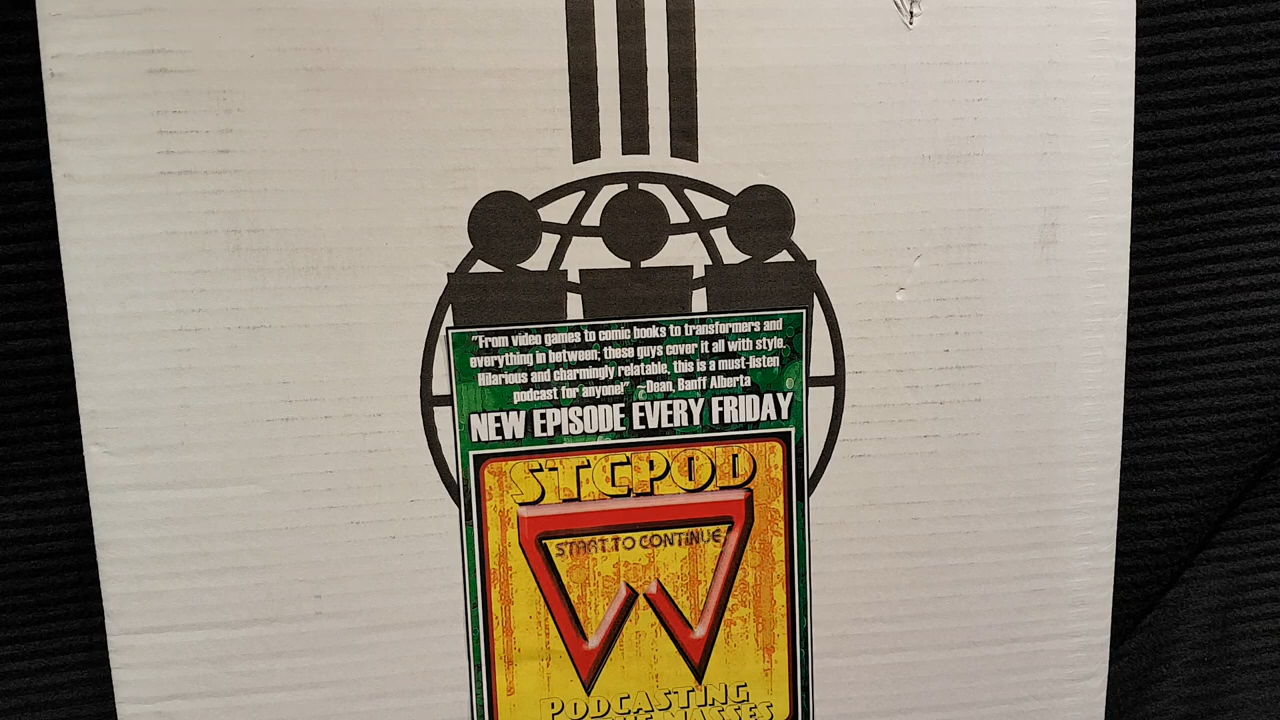 "From video games to comic books to transformers and
everything in between; these guys cover it all with style.
Hilarious and charmingly relatable, this is a must-listen
podcast for anyone!" ~Dean, Banff Alberta
NEW EPISODE EVERY FRIDAY
STCPOD
START TO CONTINUE
PODCASTING
THE MASSES